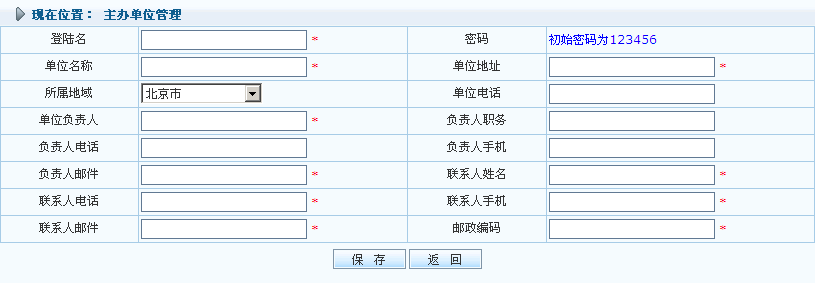 现在位置： 主办单位管理
登陆名 * 密码 初始密码为123456
单位名称 * 单位地址 *
所属地域 北京市 单位电话
单位负责人 * 负责人职务
负责人电话 负责人手机
负责人邮件 * 联系人姓名 *
联系人电话 * 联系人手机 *
联系人邮件 * 邮政编码 *
保 存 返 回